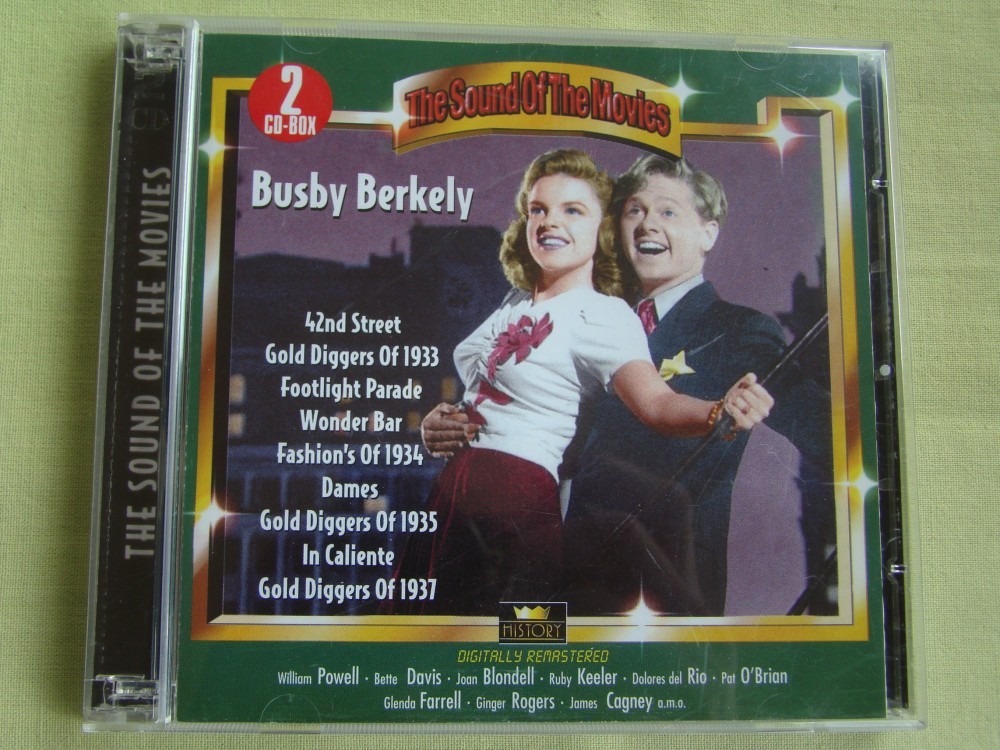 THE SOUND OF THE MOVIES
2
CD-BOX
The Sound Of The Movies
Busby Berkely
42nd Street
Gold Diggers Of 1933
Footlight Parade
Wonder Bar
Fashion's Of 1934
Dames
Gold Diggers Of 1935
In Caliente
Gold Diggers Of 1937
HISTORY
DIGITALLY REMASTERED
William Powell · Bette Davis · Joan Blondell · Ruby Keeler · Dolores del Rio · Pat O'Brian
Glenda Farrell · Ginger Rogers · James Cagney a.m.o.